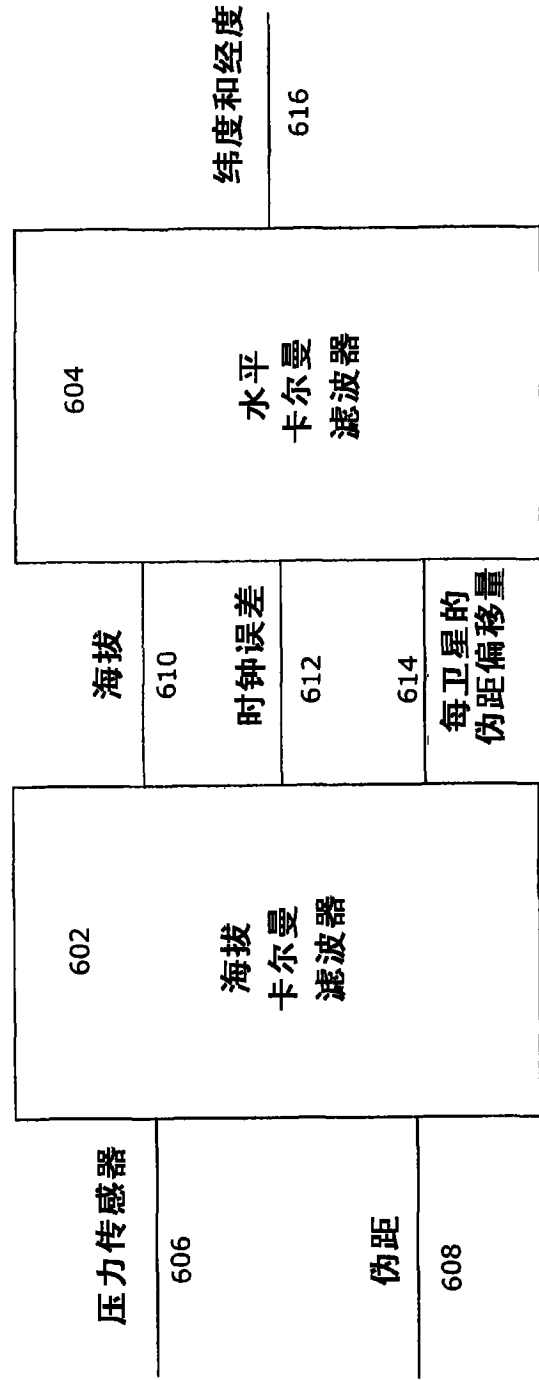 压力传感器
606
伪距
608
602
海拔
卡尔曼
滤波器
海拔
610
时钟误差
612
614
每卫星的
伪距偏移量
604
水平
卡尔曼
滤波器
纬度和经度
616